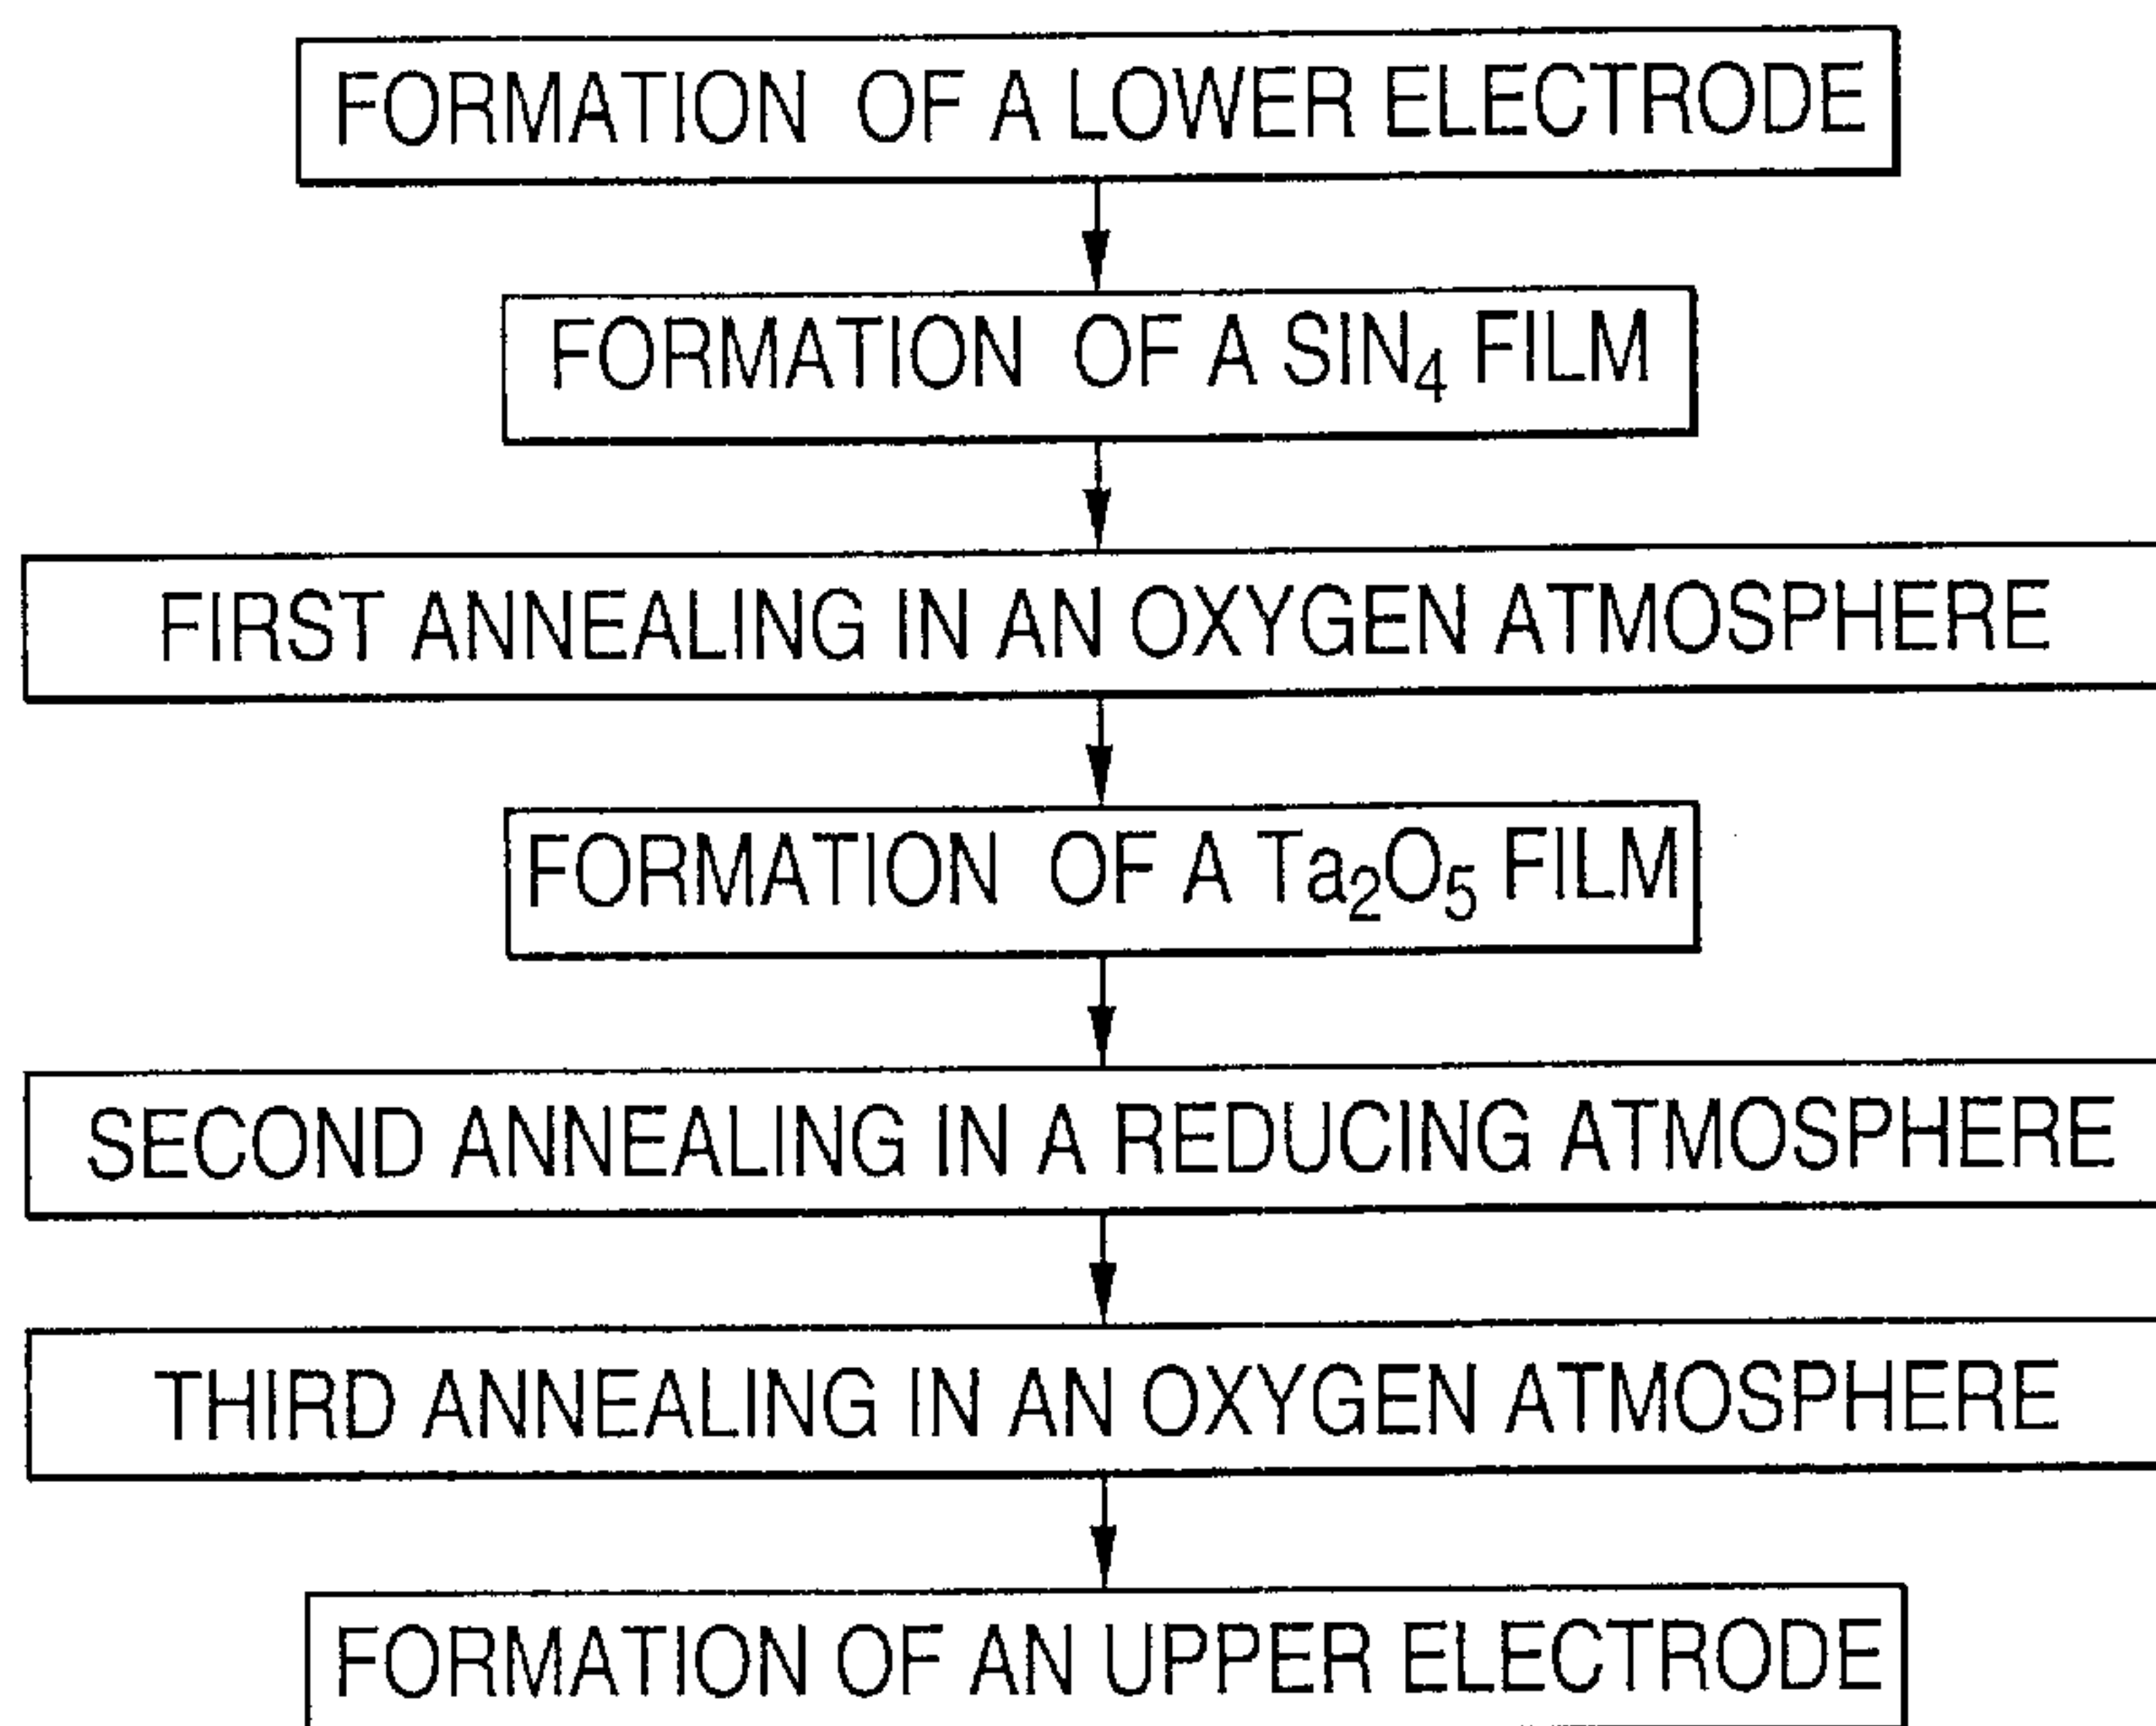 FORMATION OF A LOWER ELECTRODE
FORMATION OF A SIN₄ FILM
FIRST ANNEALING IN AN OXYGEN ATMOSPHERE
FORMATION OF A Ta₂O₅ FILM
SECOND ANNEALING IN A REDUCING ATMOSPHERE
THIRD ANNEALING IN AN OXYGEN ATMOSPHERE
FORMATION OF AN UPPER ELECTRODE